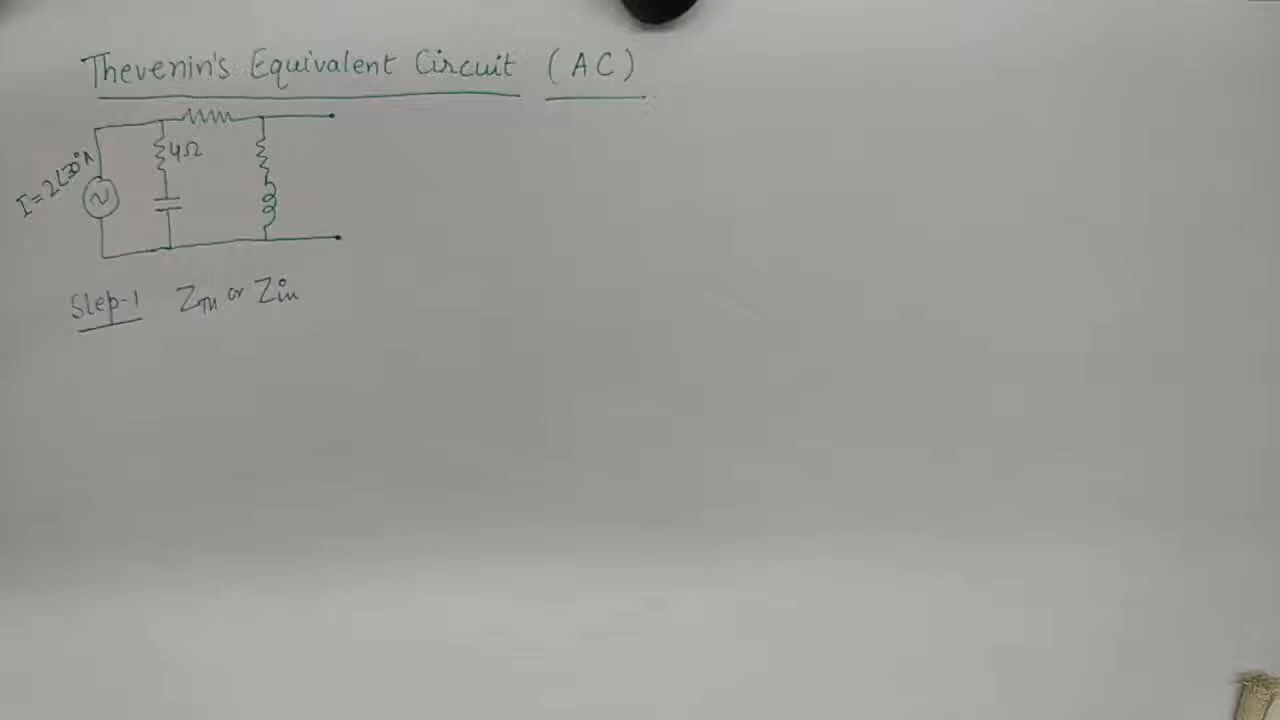 Thevenin's Equivalent Circuit (AC)
I=2∠30°A
4Ω
Step-1 ZTH or Zin